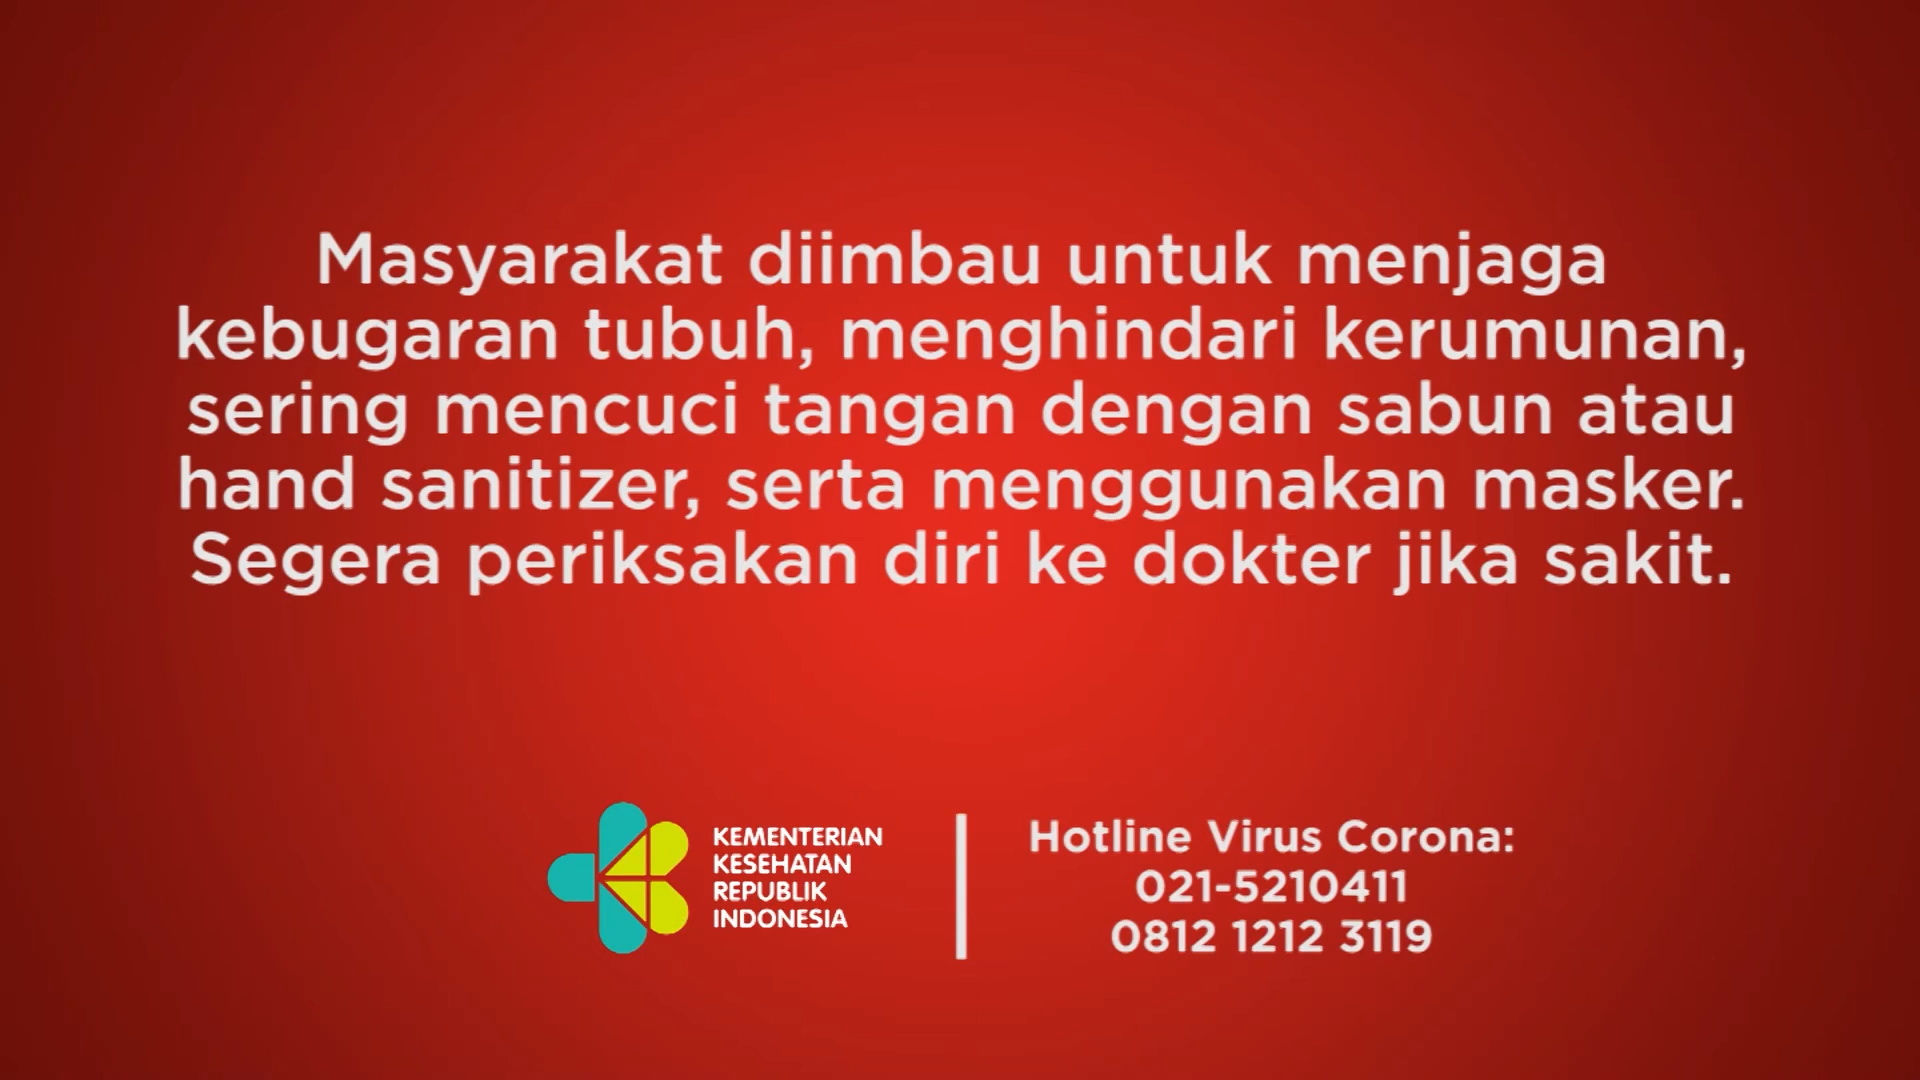 Masyarakat diimbau untuk menjaga
kebugaran tubuh, menghindari kerumunan,
sering mencuci tangan dengan sabun atau
hand sanitizer, serta menggunakan masker.
Segera periksakan diri ke dokter jika sakit.
KEMENTERIAN
KESEHATAN
REPUBLIK
INDONESIA
Hotline Virus Corona:
021-5210411
0812 1212 3119